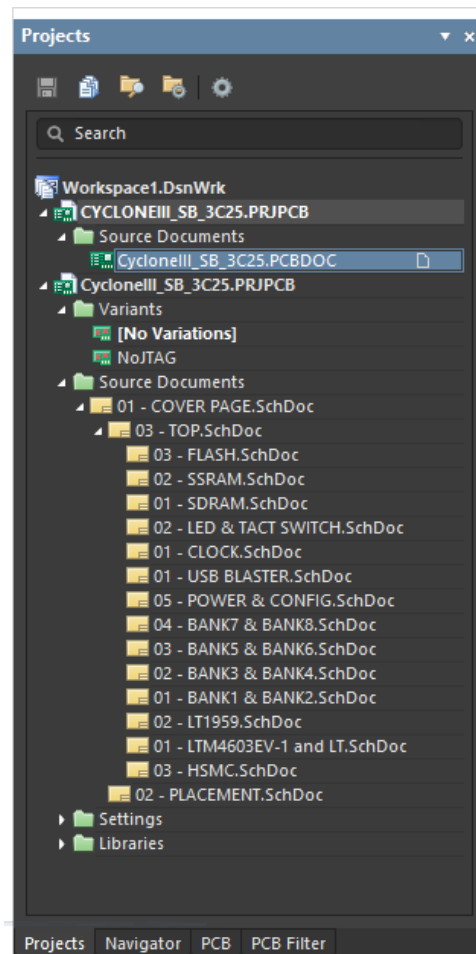 Projects
Search
Workspace1.DsnWrk
CYCLONEIII_SB_3C25.PRJPCB
Source Documents
CycloneIII_SB_3C25.PCBDOC
CycloneIII_SB_3C25.PRJPCB
Variants
[No Variations]
NoJTAG
Source Documents
01 - COVER PAGE.SchDoc
03 - TOP.SchDoc
03 - FLASH.SchDoc
02 - SSRAM.SchDoc
01 - SDRAM.SchDoc
02 - LED & TACT SWITCH.SchDoc
01 - CLOCK.SchDoc
01 - USB BLASTER.SchDoc
05 - POWER & CONFIG.SchDoc
04 - BANK7 & BANK8.SchDoc
03 - BANK5 & BANK6.SchDoc
02 - BANK3 & BANK4.SchDoc
01 - BANK1 & BANK2.SchDoc
02 - LT1959.SchDoc
01 - LTM4603EV-1 and LT.SchDoc
03 - HSMC.SchDoc
02 - PLACEMENT.SchDoc
Settings
Libraries
Projects Navigator PCB PCB Filter